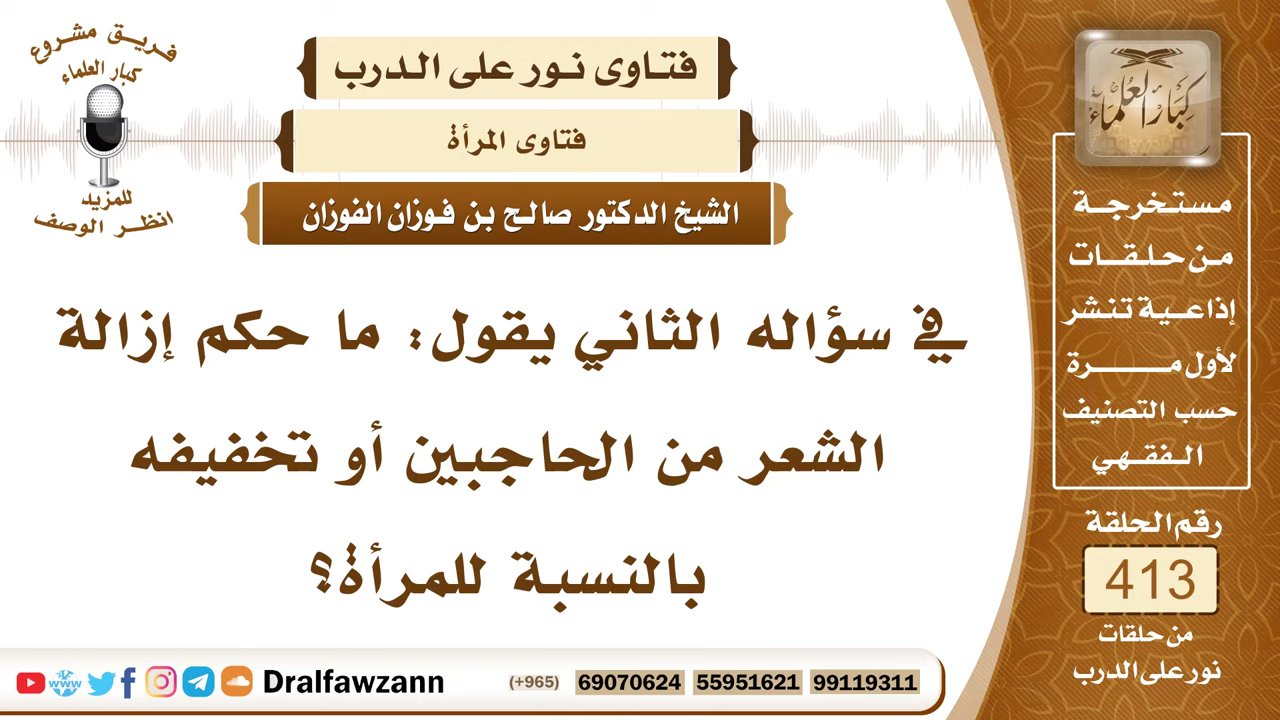 فريق مشروع
كبار العلماء
للمزيد
انظر الوصف
فتاوى نور على الدرب
فتاوى المرأة
الشيخ الدكتور صالح بن فوزان الفوزان
في سؤاله الثاني يقول: ما حكم إزالة
الشعر من الحاجبين أو تخفيفه
بالنسبة للمرأة؟
كبار العلماء
مستخرجة
من حلقات
إذاعية تنشر
لأول مرة
حسب التصنيف
الفقهي
رقم الحلقة
413
من حلقات
نور على الدرب
www Dralfawzann (+965) 69070624 55951621 99119311